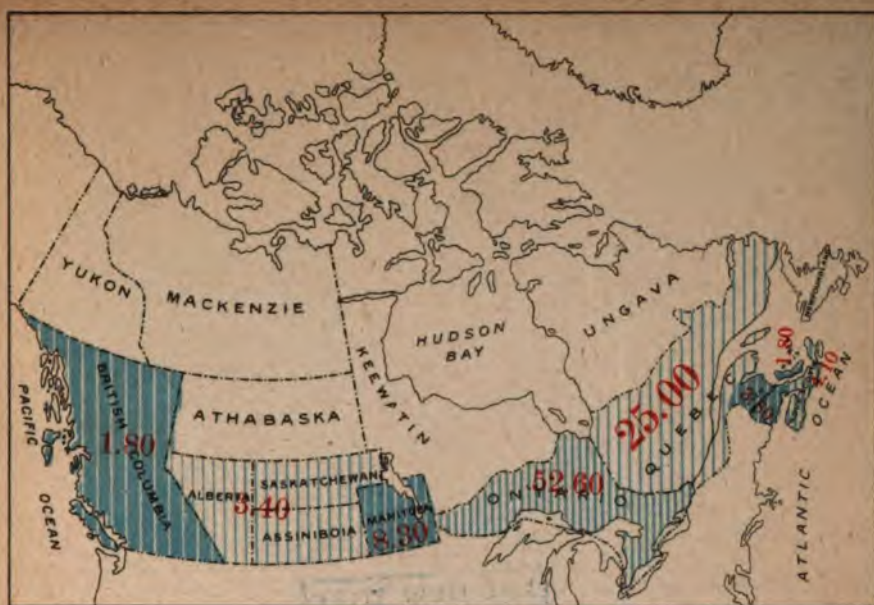 YUKON
MACKENZIE
UNGAVA
HUDSON
BAY
KEEWATIN
ATHABASKA
BRITISH COLUMBIA
1.80
PACIFIC
OCEAN
ALBERTA
SASKATCHEWAN
3.40
ASSINIBOIA
MANITOBA
8.30
ONTARIO
52.60
QUEBEC
25.00
1.80
OCEAN
ATLANTIC